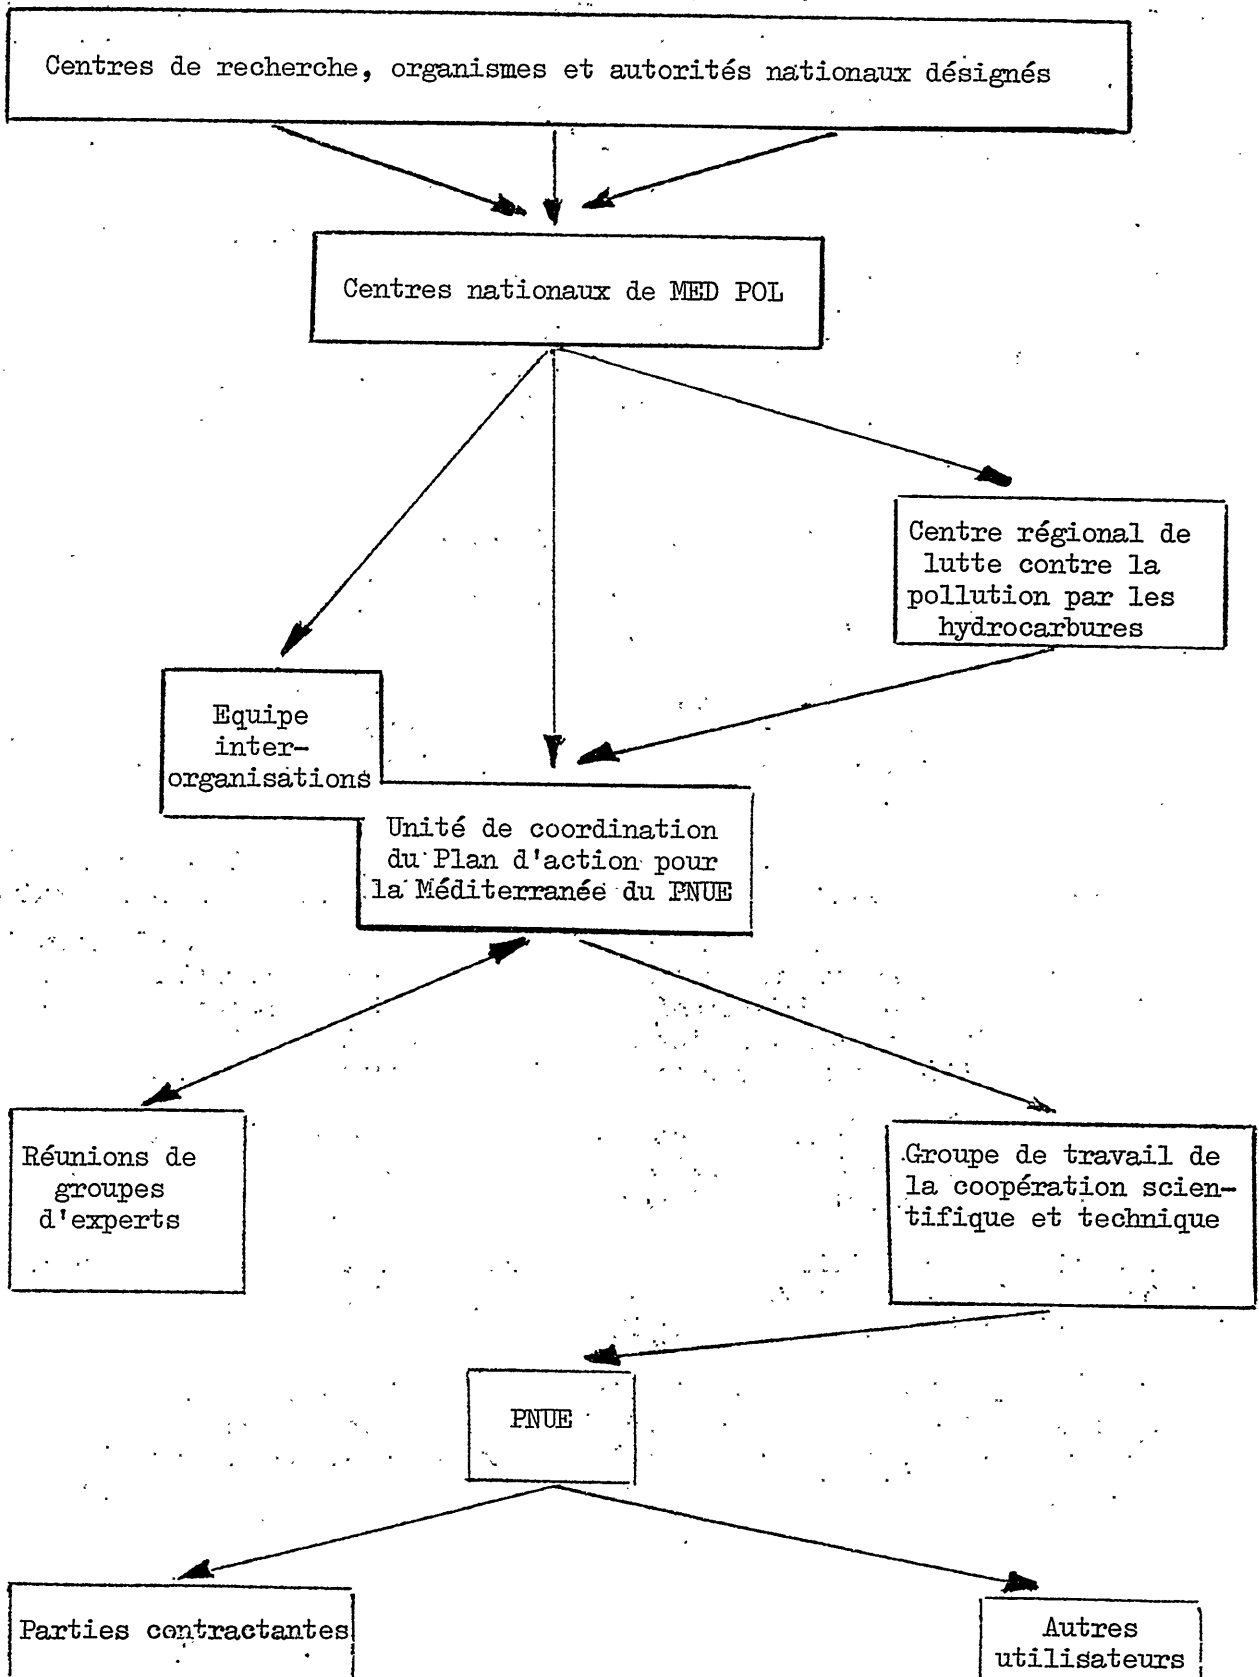 Centres de recherche, organismes et autorités nationaux désignés
Centres nationaux de MED POL
Centre régional de
lutte contre la
pollution par les
hydrocarbures
Equipe
inter-
organisations
Unité de coordination
du Plan d'action pour
la Méditerranée du PNUE
Réunions de
groupes
d'experts
Groupe de travail de
la coopération scien-
tifique et technique
PNUE
Parties contractantes
Autres
utilisateurs